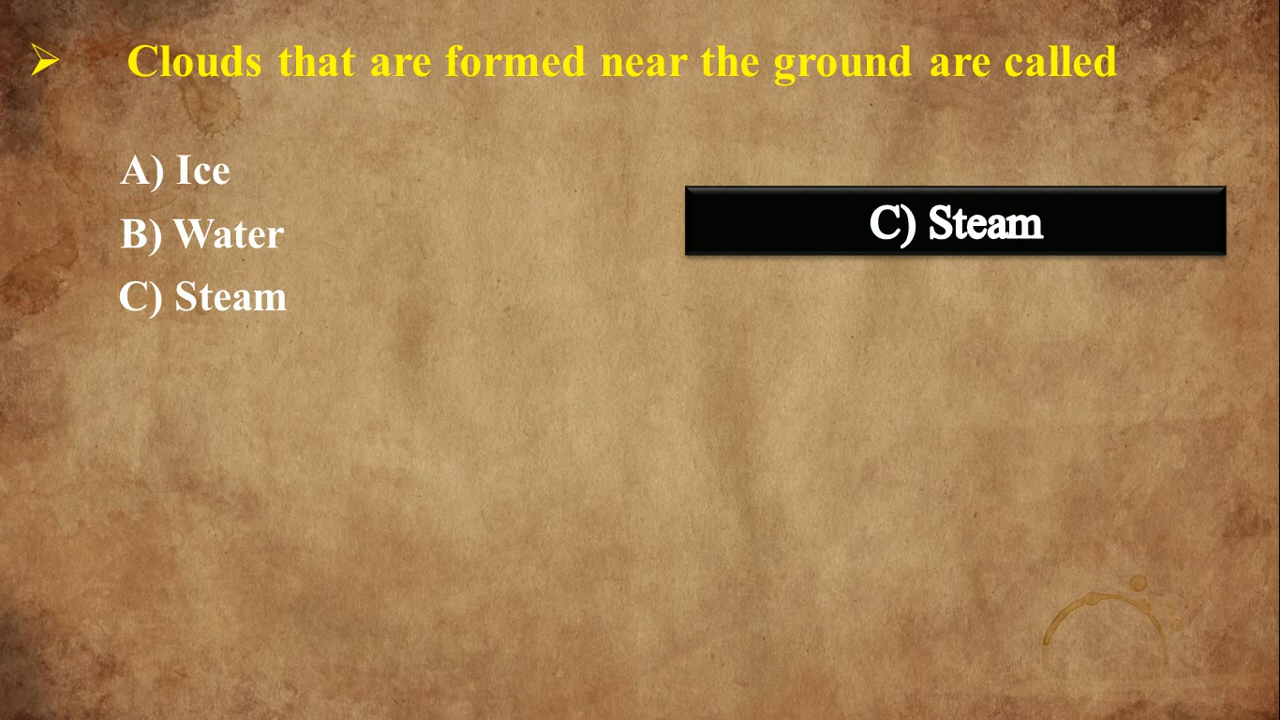 ➢ Clouds that are formed near the ground are called
A) Ice
B) Water
C) Steam
C) Steam